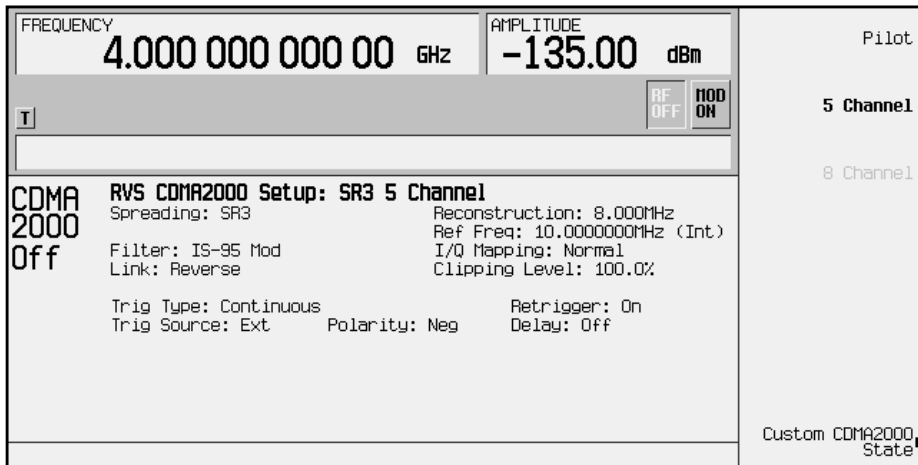 FREQUENCY
4.000 000 000 00 GHz
AMPLITUDE
-135.00 dBm
T
RF OFF
MOD ON
CDMA
2000
Off
RVS CDMA2000 Setup: SR3 5 Channel
Spreading: SR3
Reconstruction: 8.000MHz
Ref Freq: 10.0000000MHz (Int)
Filter: IS-95 Mod
I/Q Mapping: Normal
Link: Reverse
Clipping Level: 100.0%
Trig Type: Continuous
Retrigger: On
Trig Source: Ext
Polarity: Neg
Delay: Off
Pilot
5 Channel
8 Channel
Custom CDMA2000
State